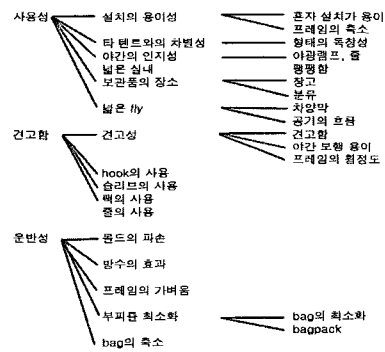 사용성
설치의 용이성
혼자 설치가 용이
프레임의 축소
타 텐트와의 차별성
형태의 독창성
야간의 인지성
야광램프, 줄
넓은 실내
팽팽함
보관품의 장소
창고
분유
넓은 fly
차양막
공기의 흐름
견고함
견고성
견고함
야간 보행 용이
프레임의 휨정도
hook의 사용
슬리브의 사용
팩의 사용
줄의 사용
운반성
몰드의 파손
방수의 효과
프레임의 가벼움
부피를 최소화
bag의 최소화
bagpack
bag의 축소